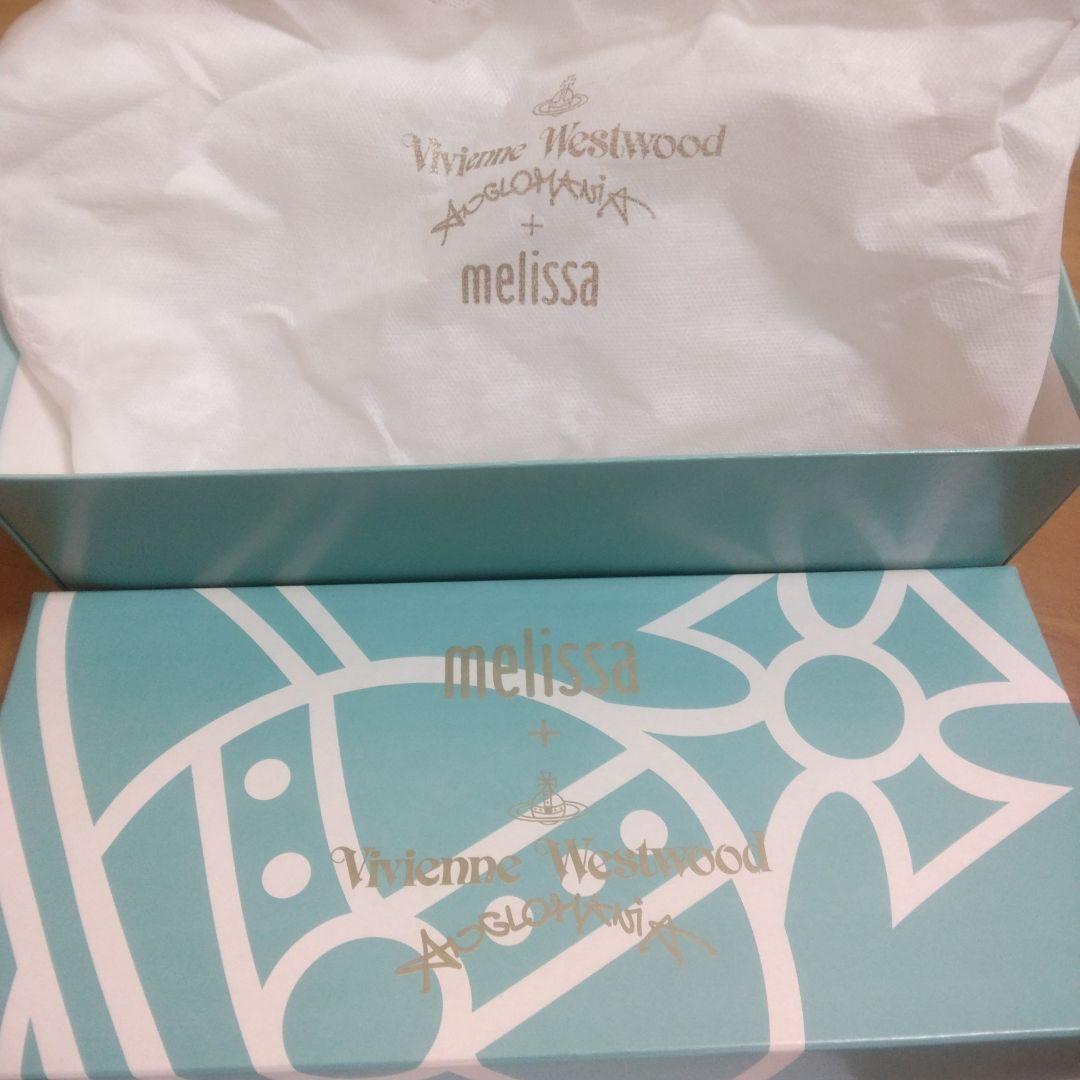 Vivienne Westwood
ANGLOMANIA
+
melissa
melissa
+
Vivienne Westwood
ANGLOMANIA